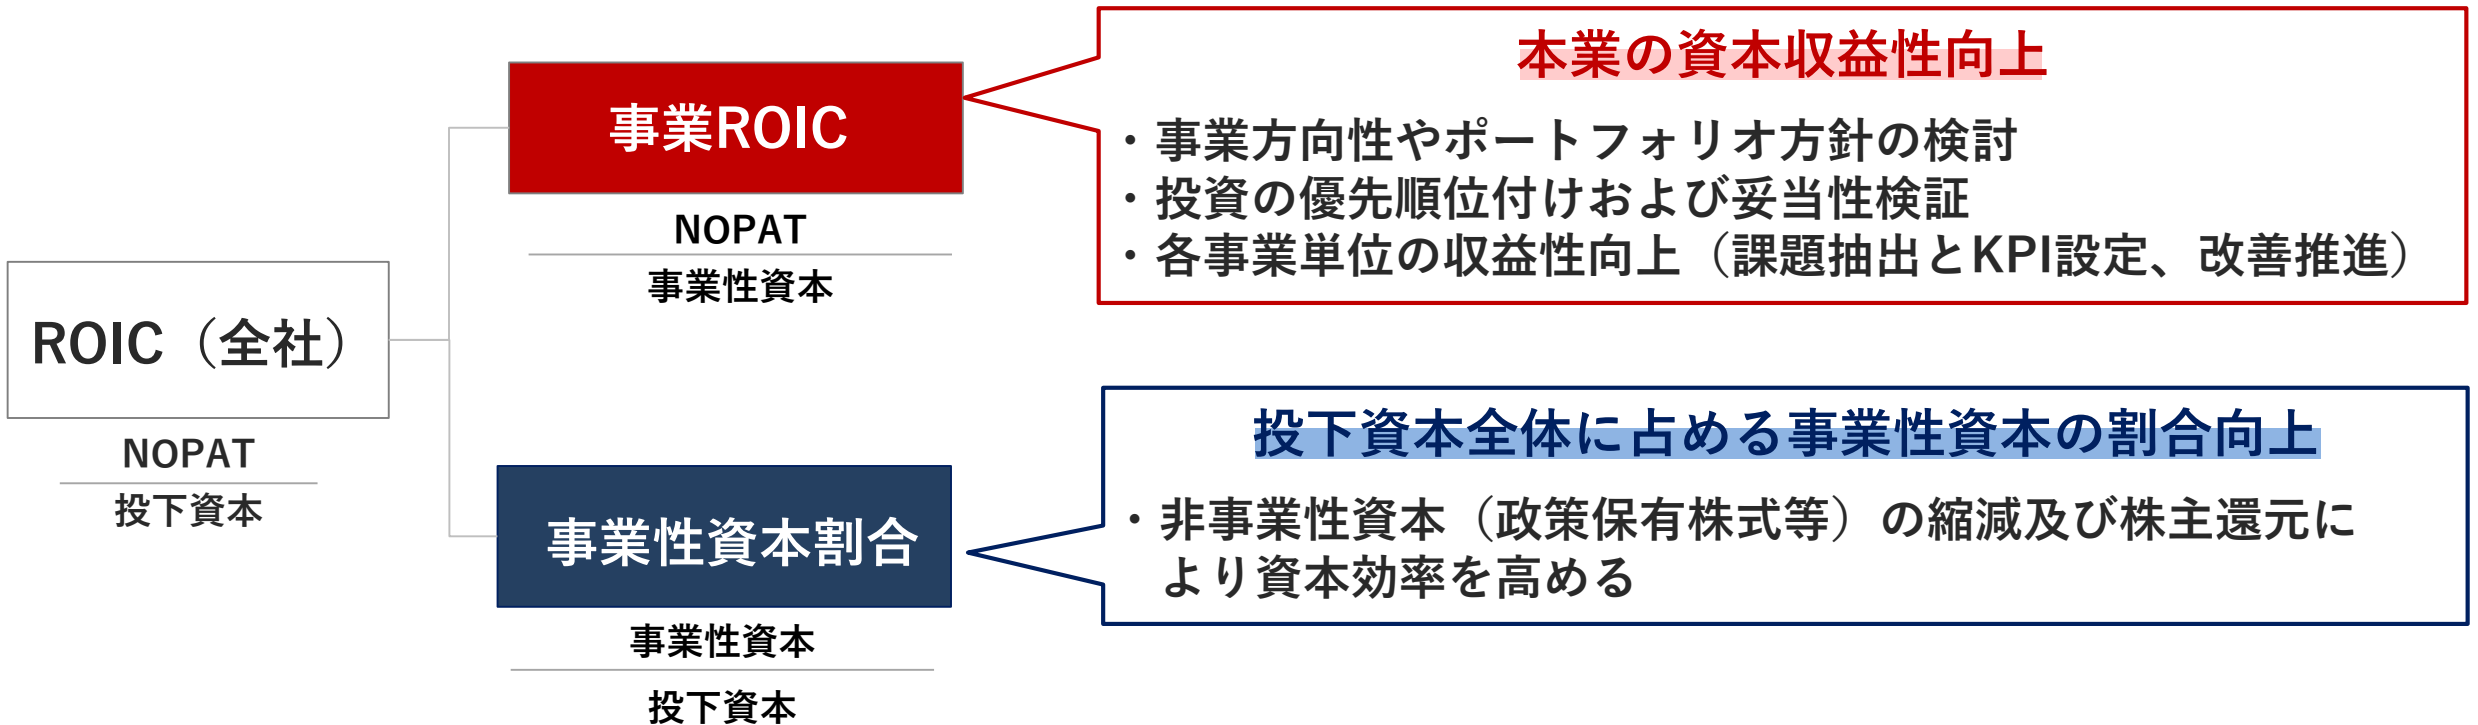 ROIC（全社）
NOPAT
投下資本
事業ROIC
NOPAT
事業性資本
本業の資本収益性向上
・事業方向性やポートフォリオ方針の検討
・投資の優先順位付けおよび妥当性検証
・各事業単位の収益性向上（課題抽出とKPI設定、改善推進）
事業性資本割合
事業性資本
投下資本
投下資本全体に占める事業性資本の割合向上
・非事業性資本（政策保有株式等）の縮減及び株主還元に
より資本効率を高める